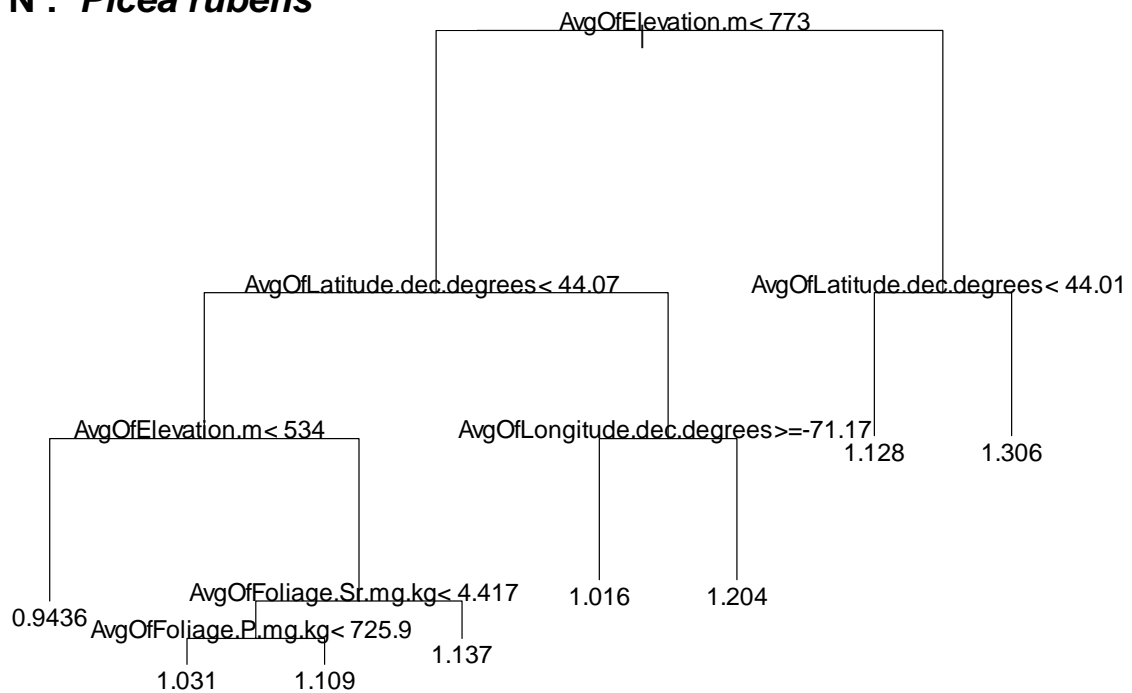 N : Picea rubens
AvgOfElevation.m< 773
AvgOfLatitude.dec.degrees< 44.07
AvgOfLatitude.dec.degrees< 44.01
AvgOfElevation.m< 534
AvgOfLongitude.dec.degrees>=-71.17
1.128
1.306
AvgOfFoliage.Sr.mg.kg< 4.417
1.016
1.204
0.9436
AvgOfFoliage.P.mg.kg< 725.9
1.137
1.031
1.109